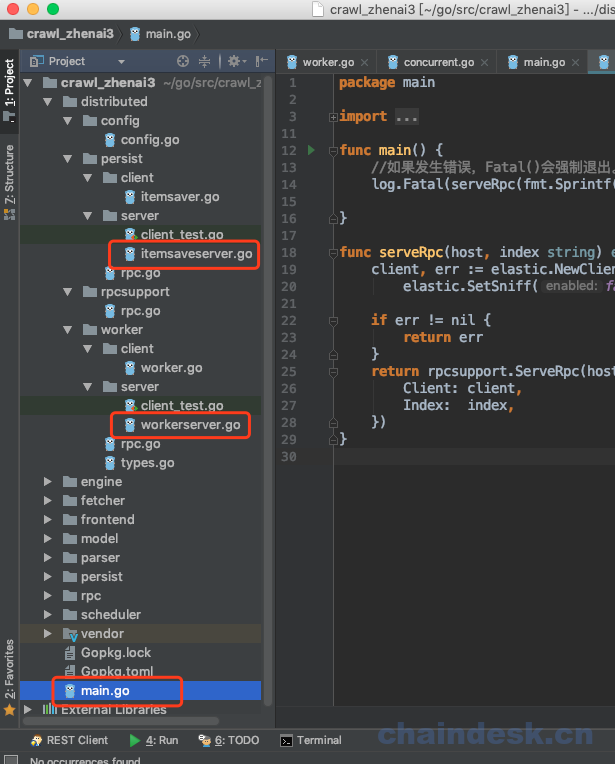 crawl_zhenai3 [~/go/src/crawl_zhenai3] - .../dis
crawl_zhenai3 main.go
1: Project
Z: Structure
2: Favorites
Project
crawl_zhenai3 ~/go/src/crawl_z
distributed
config
config.go
persist
client
itemsaver.go
server
client_test.go
itemsaveserver.go
rpc.go
rpcsupport
rpc.go
worker
client
worker.go
server
client_test.go
workerserver.go
rpc.go
types.go
engine
fetcher
frontend
model
parser
persist
rpc
scheduler
vendor
Gopkg.lock
Gopkg.toml
main.go
External Libraries
worker.go concurrent.go main.go
1 package main
2
3 import ...
11
12 func main() {
13 //如果发生错误，Fatal()会强制退出。
14 log.Fatal(serveRpc(fmt.Sprintf(
15
16 }
17
18 func serveRpc(host, index string) e
19 client, err := elastic.NewClien
20 elastic.SetSniff( enabled: fa
21
22 if err != nil {
23 return err
24 }
25 return rpcsupport.ServeRpc(host
26 Client: client,
27 Index: index,
28 })
29 }
30
REST Client 4: Run 6: TODO Terminal
chaindesk.cn
No occurrences found